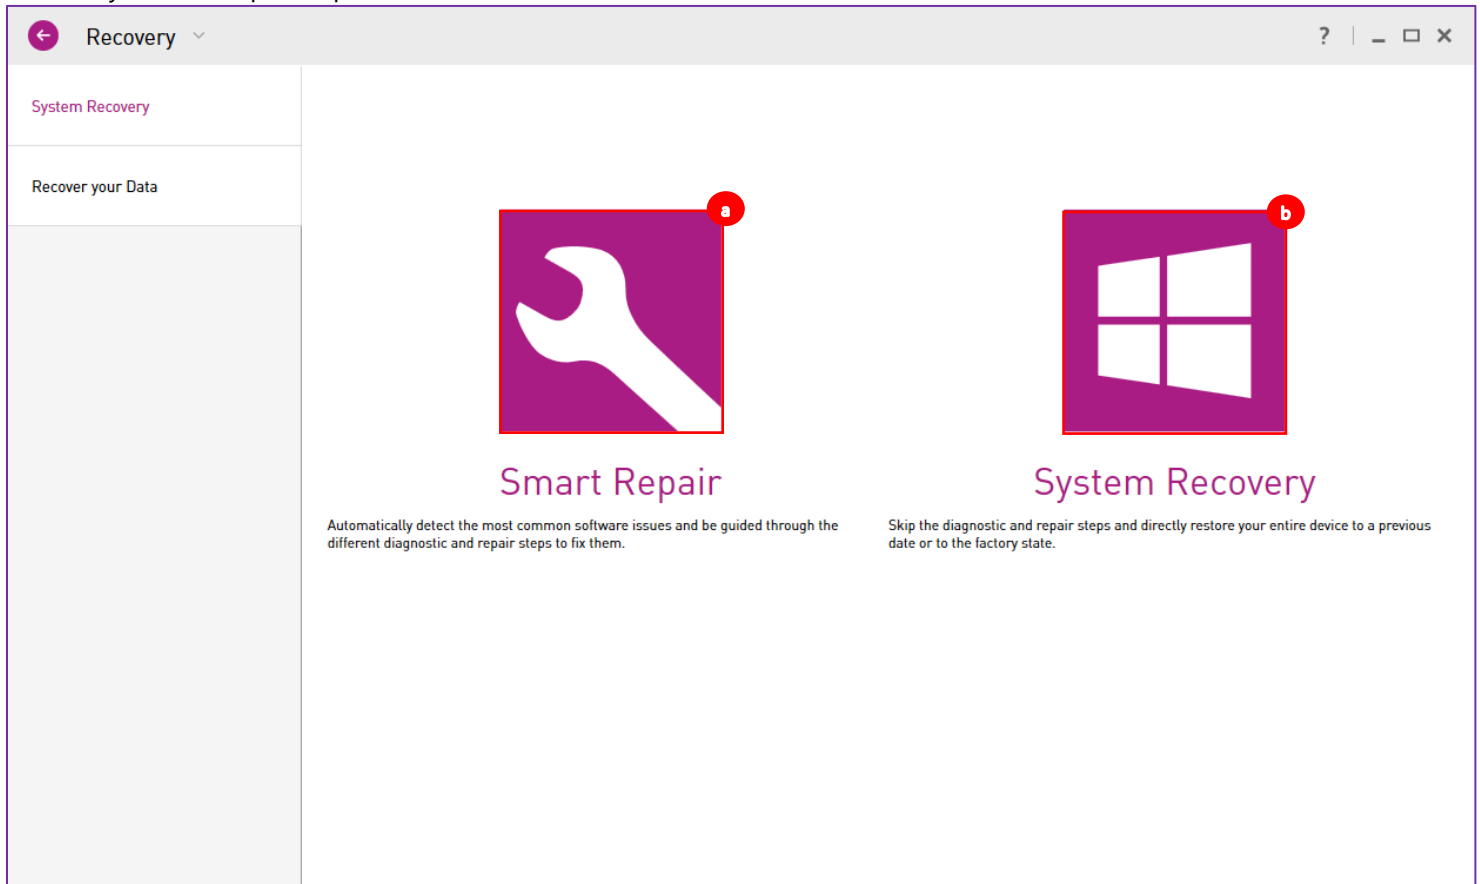 Recovery
?
System Recovery
Recover your Data
a
b
Smart Repair
Automatically detect the most common software issues and be guided through the
different diagnostic and repair steps to fix them.
System Recovery
Skip the diagnostic and repair steps and directly restore your entire device to a previous
date or to the factory state.